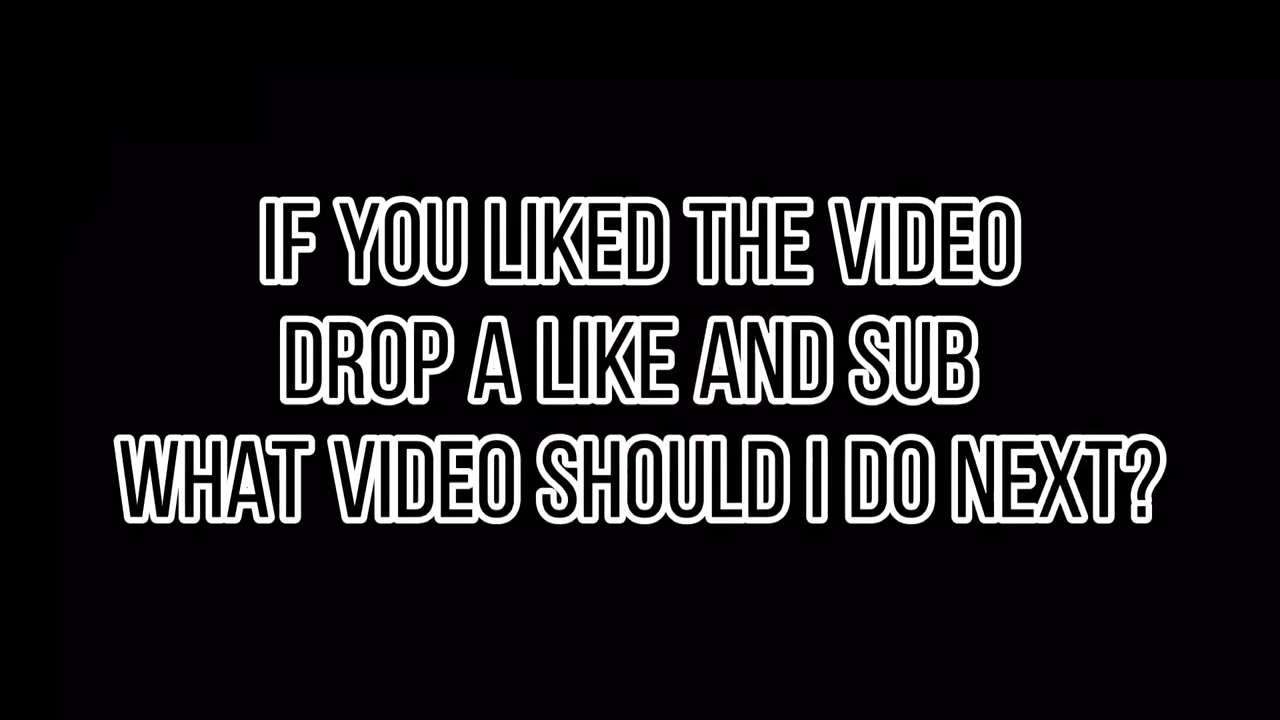 IF YOU LIKED THE VIDEO
DROP A LIKE AND SUB
WHAT VIDEO SHOULD I DO NEXT?